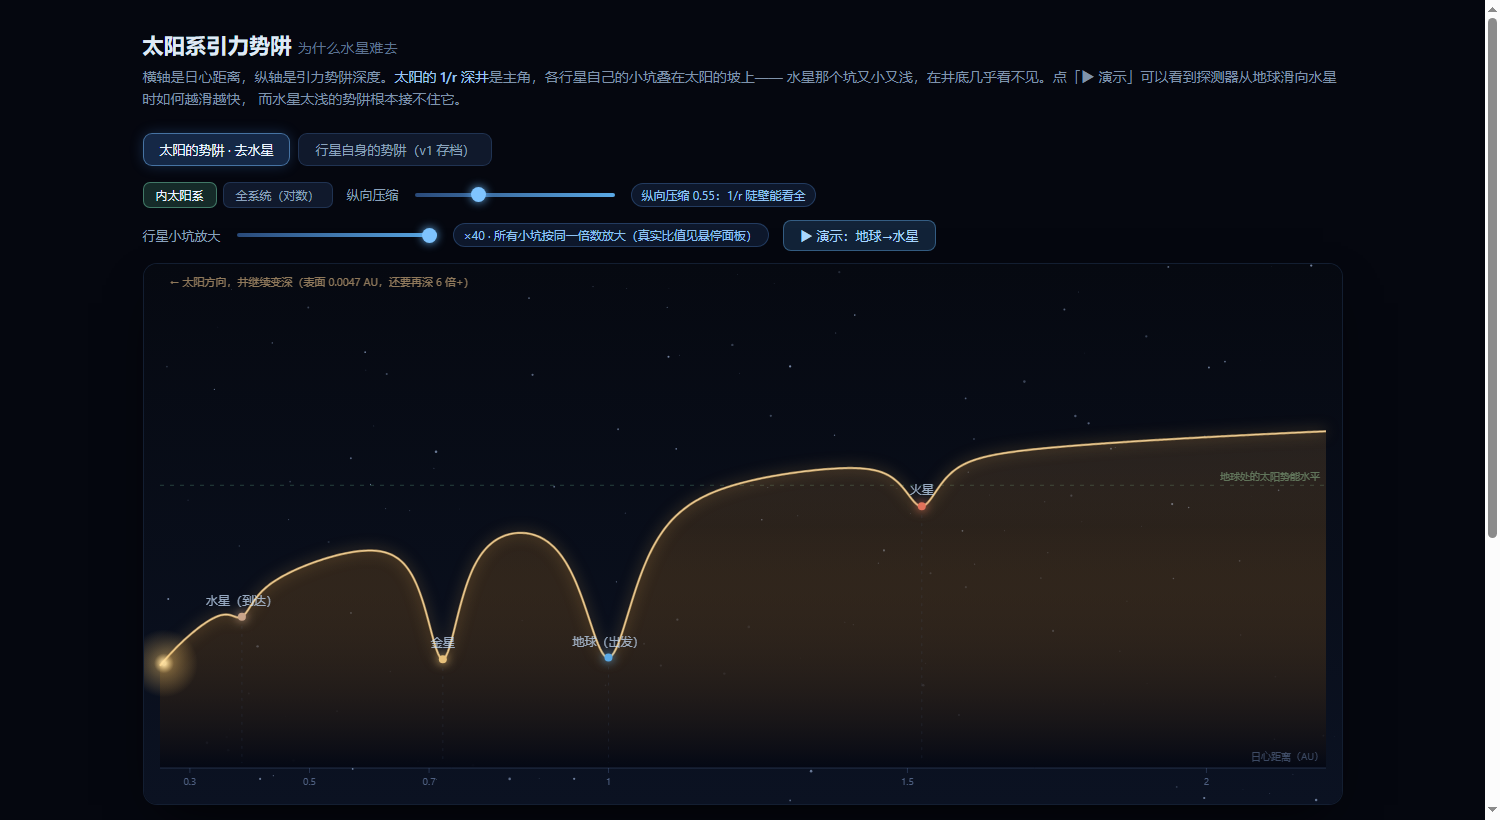 太阳系引力势阱 为什么水星难去
横轴是日心距离，纵轴是引力势阱深度。太阳的 1/r 深井是主角，各行星自己的小坑叠在太阳的坡上—— 水星那个坑又小又浅，在井底几乎看不见。点「▶ 演示」可以看到探测器从地球滑向水星
时如何越滑越快， 而水星太浅的势阱根本接不住它。
太阳的势阱 · 去水星 行星自身的势阱（v1 存档）
内太阳系 全系统（对数） 纵向压缩 纵向压缩 0.55：1/r 陡壁能看全
行星小坑放大 ×40 · 所有小坑按同一倍数放大（真实比值见悬停面板） ▶ 演示：地球→水星
← 太阳方向，井继续变深（表面 0.0047 AU，还要再深 6 倍+）
地球处的太阳势能水平
火星
水星（到达）
金星
地球（出发）
日心距离（AU）
0.3 0.5 0.7 1 1.5 2